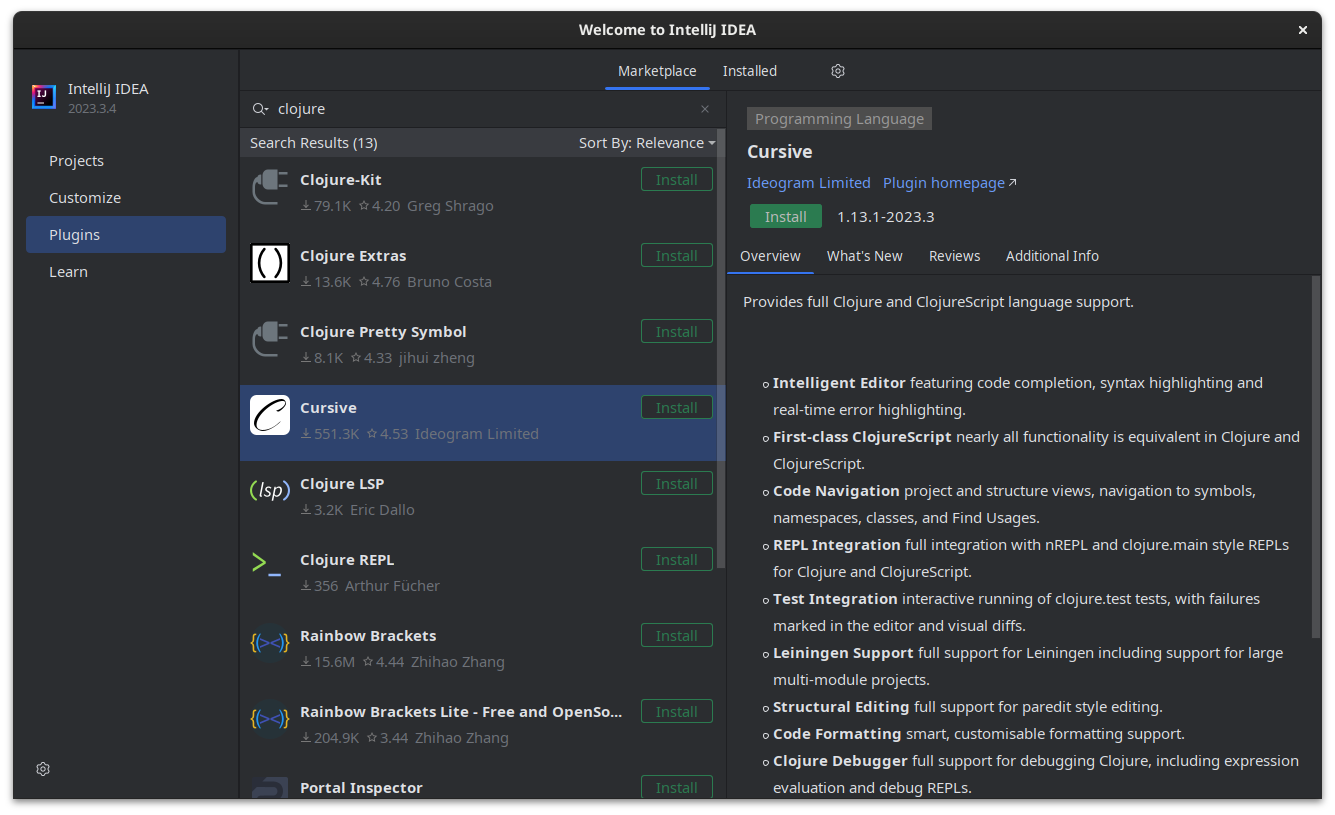 Welcome to IntelliJ IDEA
IntelliJ IDEA
2023.3.4
Projects
Customize
Plugins
Learn
Marketplace Installed
clojure
Search Results (13) Sort By: Relevance
Clojure-Kit Install
79.1K 4.20 Greg Shrago
Clojure Extras Install
13.6K 4.76 Bruno Costa
Clojure Pretty Symbol Install
8.1K 4.33 jihui zheng
Cursive Install
551.3K 4.53 Ideogram Limited
(lsp) Clojure LSP Install
3.2K Eric Dallo
Clojure REPL Install
356 Arthur Fücher
Rainbow Brackets Install
15.6M 4.44 Zhihao Zhang
Rainbow Brackets Lite - Free and OpenSo... Install
204.9K 3.44 Zhihao Zhang
Portal Inspector Install
Programming Language
Cursive
Ideogram Limited Plugin homepage
Install 1.13.1-2023.3
Overview What's New Reviews Additional Info
Provides full Clojure and ClojureScript language support.
Intelligent Editor featuring code completion, syntax highlighting and
real-time error highlighting.
First-class ClojureScript nearly all functionality is equivalent in Clojure and
ClojureScript.
Code Navigation project and structure views, navigation to symbols,
namespaces, classes, and Find Usages.
REPL Integration full integration with nREPL and clojure.main style REPLs
for Clojure and ClojureScript.
Test Integration interactive running of clojure.test tests, with failures
marked in the editor and visual diffs.
Leiningen Support full support for Leiningen including support for large
multi-module projects.
Structural Editing full support for paredit style editing.
Code Formatting smart, customisable formatting support.
Clojure Debugger full support for debugging Clojure, including expression
evaluation and debug REPLs.